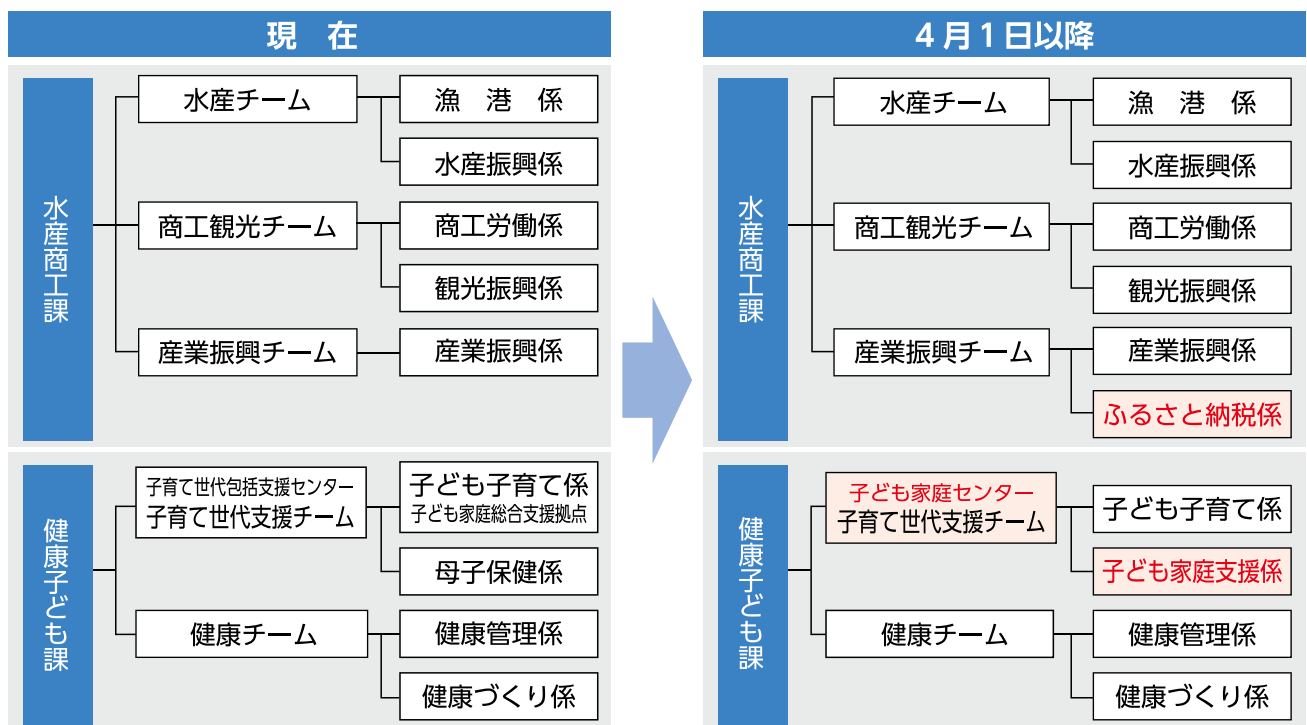 現　在
水産商工課
水産チーム
漁　港　係
水産振興係
商工観光チーム
商工労働係
観光振興係
産業振興チーム
産業振興係
健康子ども課
子育て世代包括支援センター
子育て世代支援チーム
子ども子育て係
子ども家庭総合支援拠点
母子保健係
健康チーム
健康管理係
健康づくり係
４月１日以降
水産商工課
水産チーム
漁　港　係
水産振興係
商工観光チーム
商工労働係
観光振興係
産業振興チーム
産業振興係
ふるさと納税係
健康子ども課
子ども家庭センター
子育て世代支援チーム
子ども子育て係
子ども家庭支援係
健康チーム
健康管理係
健康づくり係